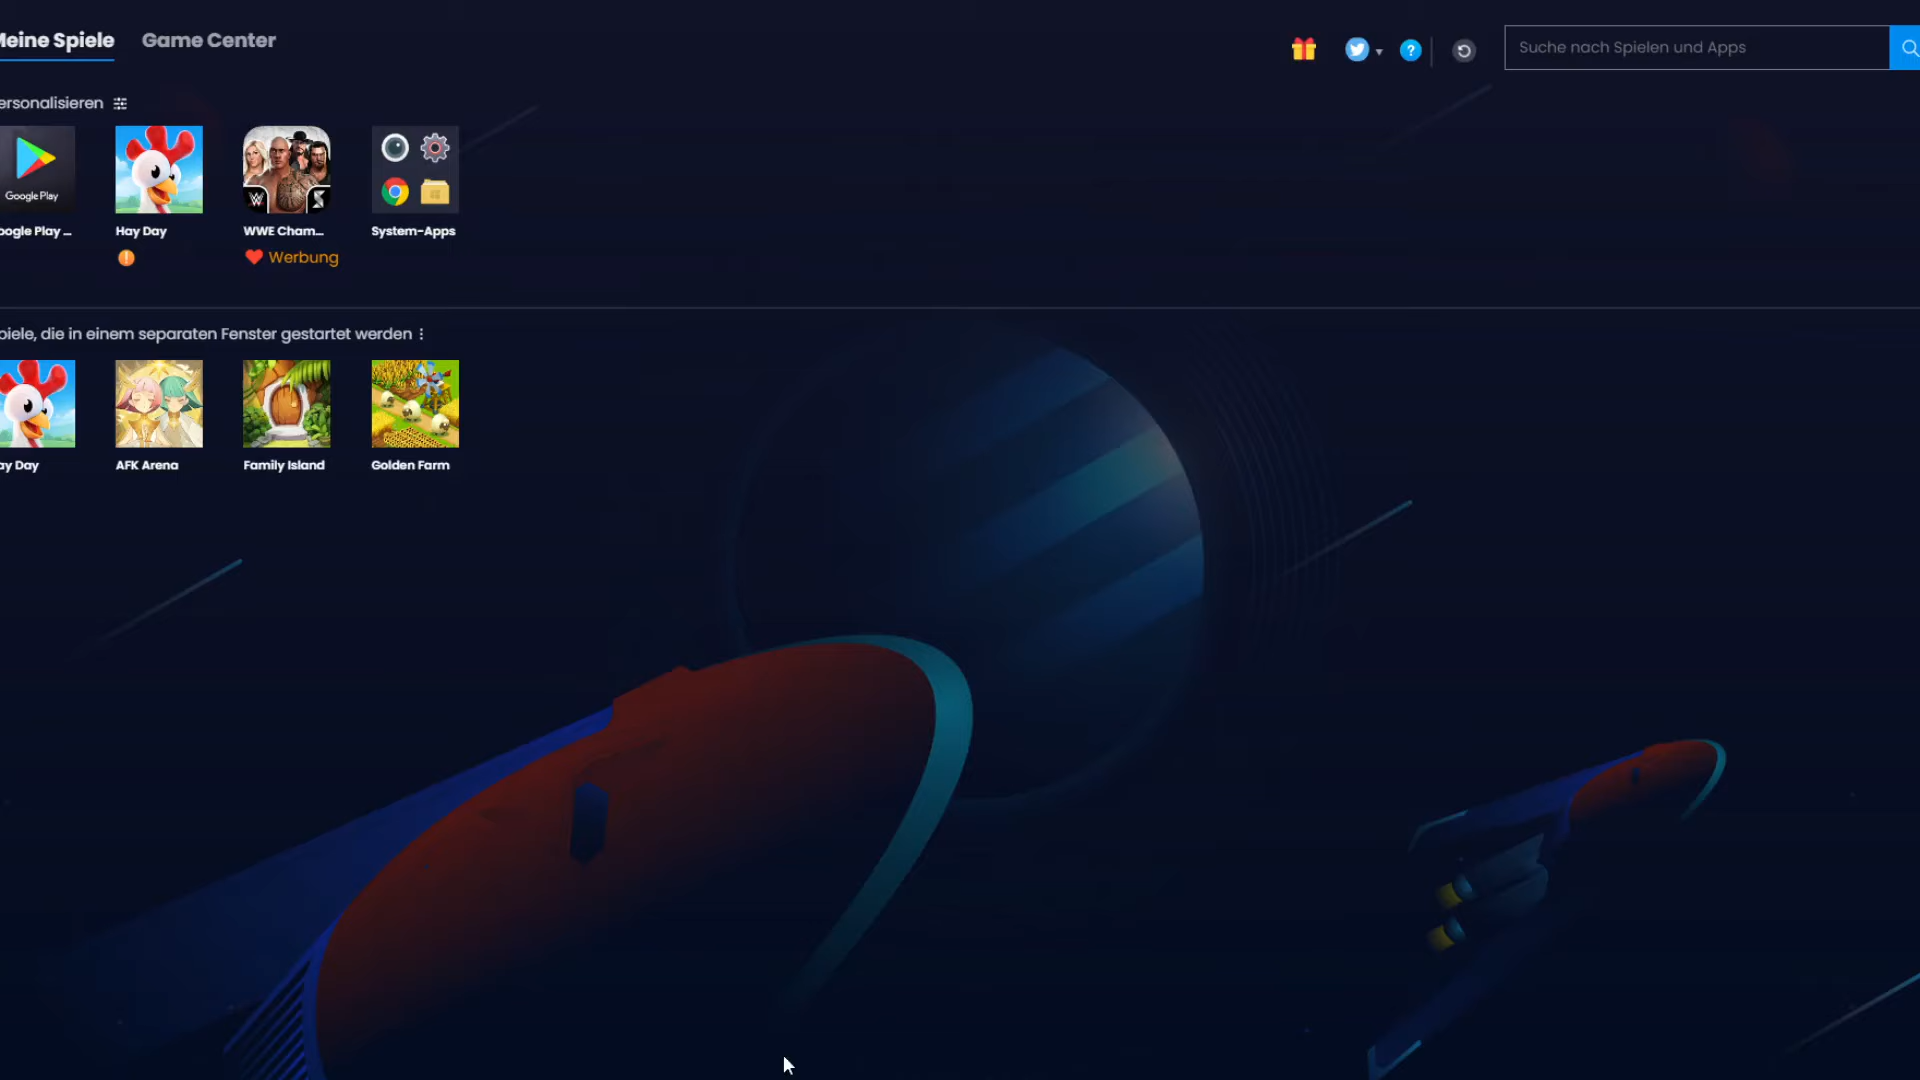 Meine Spiele Game Center
Suche nach Spielen und Apps
ersonalisieren
Google Play
oogle Play ... Hay Day WWE Cham... System-Apps
Werbung
piele, die in einem separaten Fenster gestartet werden
ay Day AFK Arena Family Island Golden Farm